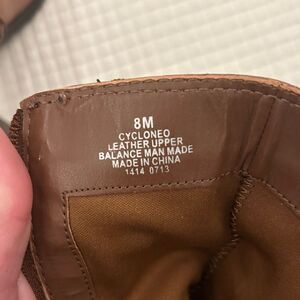 8M
CYCLONEO
LEATHER UPPER
BALANCE MAN MADE
MADE IN CHINA
1414 0713